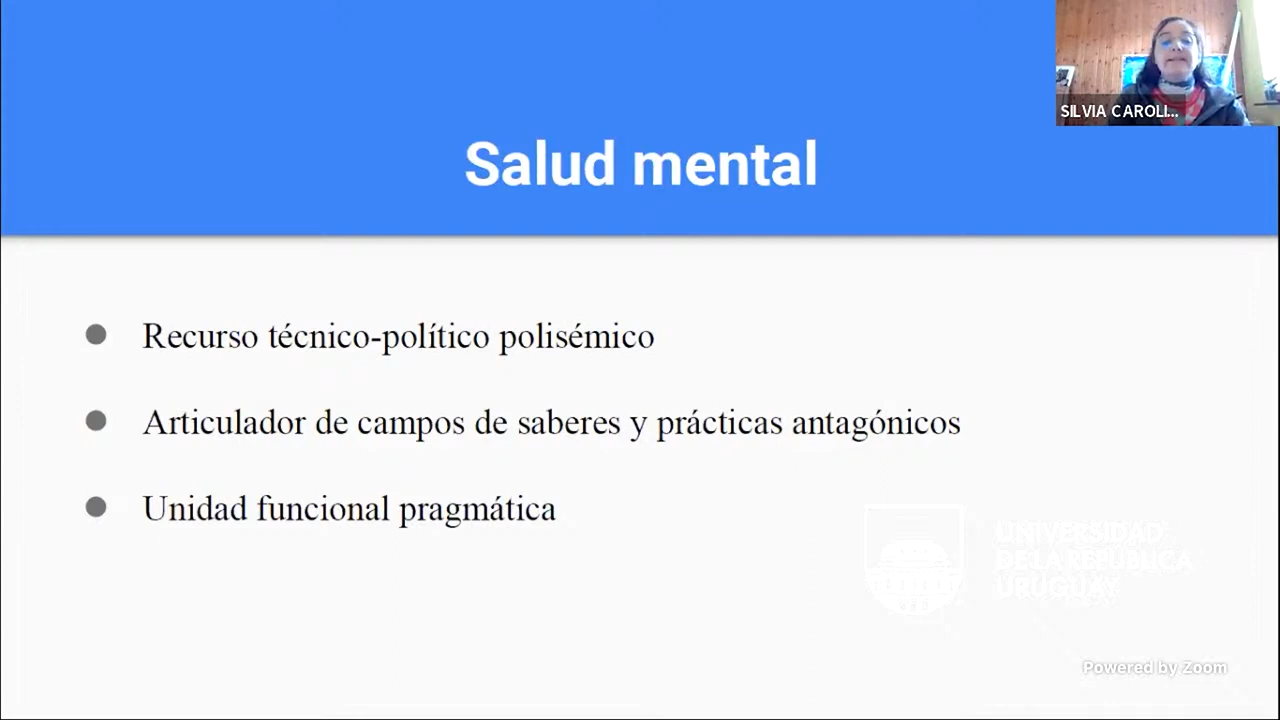 SILVIA CAROLI...
Salud mental
Recurso técnico-político polisémico
Articulador de campos de saberes y prácticas antagónicos
Unidad funcional pragmática
UNIVERSIDAD
DE LA REPÚBLICA
URUGUAY
Powered by Zoom